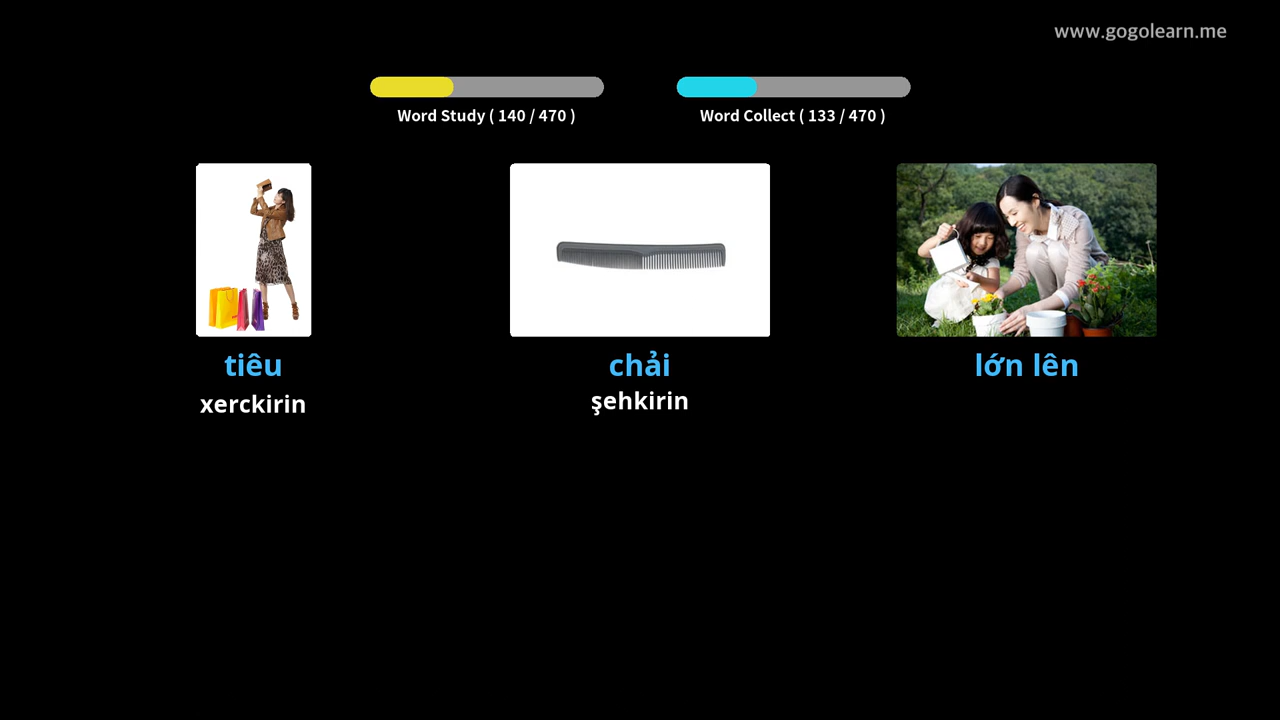 www.gogolearn.me
Word Study ( 140 / 470 )
Word Collect ( 133 / 470 )
tiêu
xerckirin
chải
şehkirin
lớn lên